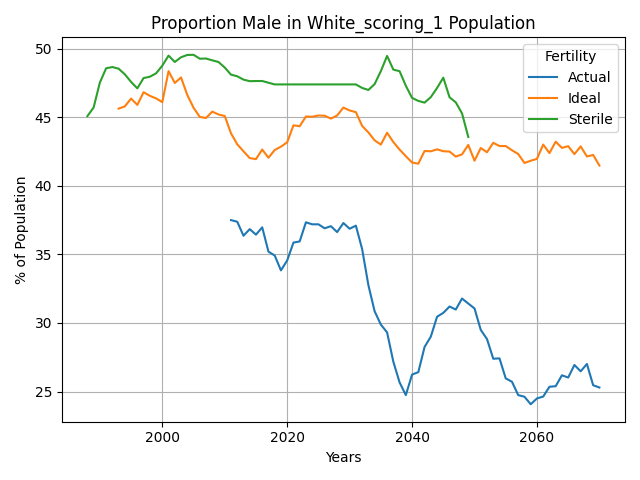 Proportion Male in White_scoring_1 Population
Fertility
Actual
Ideal
Sterile
% of Population
50
45
40
35
30
25
2000
2020
2040
2060
Years